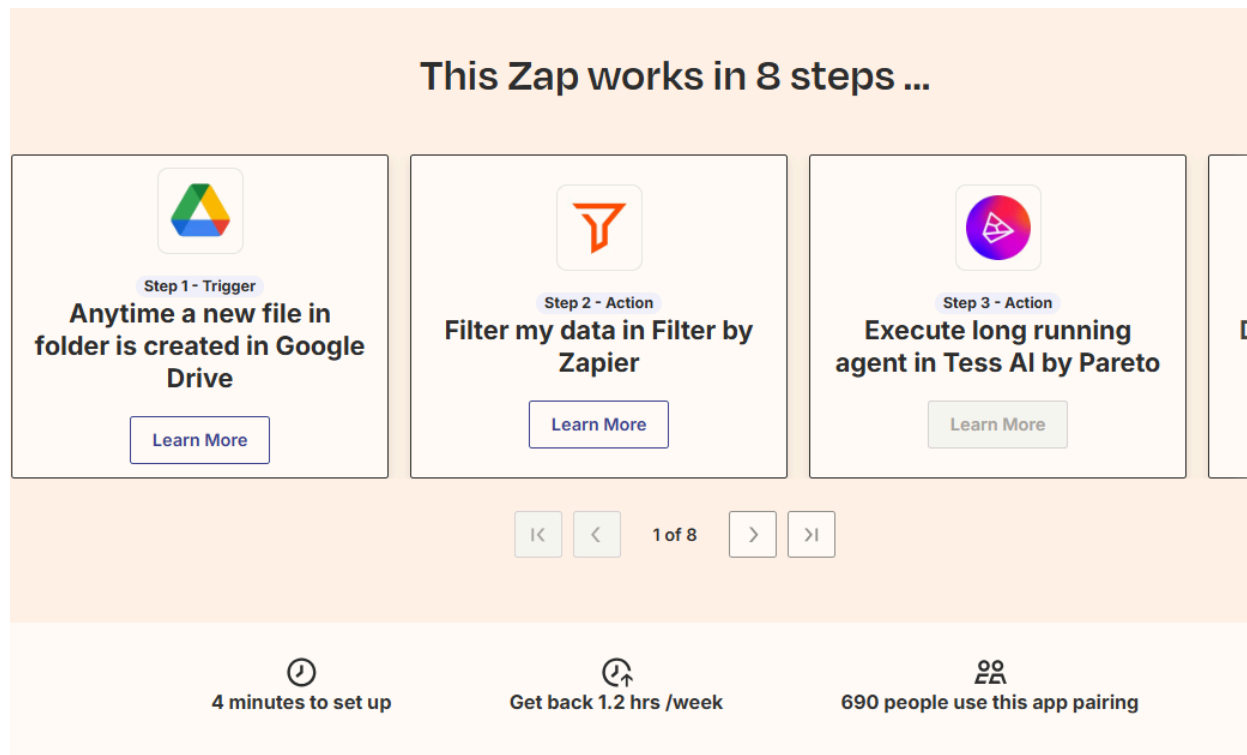 This Zap works in 8 steps ...
Step 1 - Trigger
Anytime a new file in
folder is created in Google
Drive
Learn More
Step 2 - Action
Filter my data in Filter by
Zapier
Learn More
Step 3 - Action
Execute long running
agent in Tess AI by Pareto
Learn More
1 of 8
4 minutes to set up
Get back 1.2 hrs /week
690 people use this app pairing